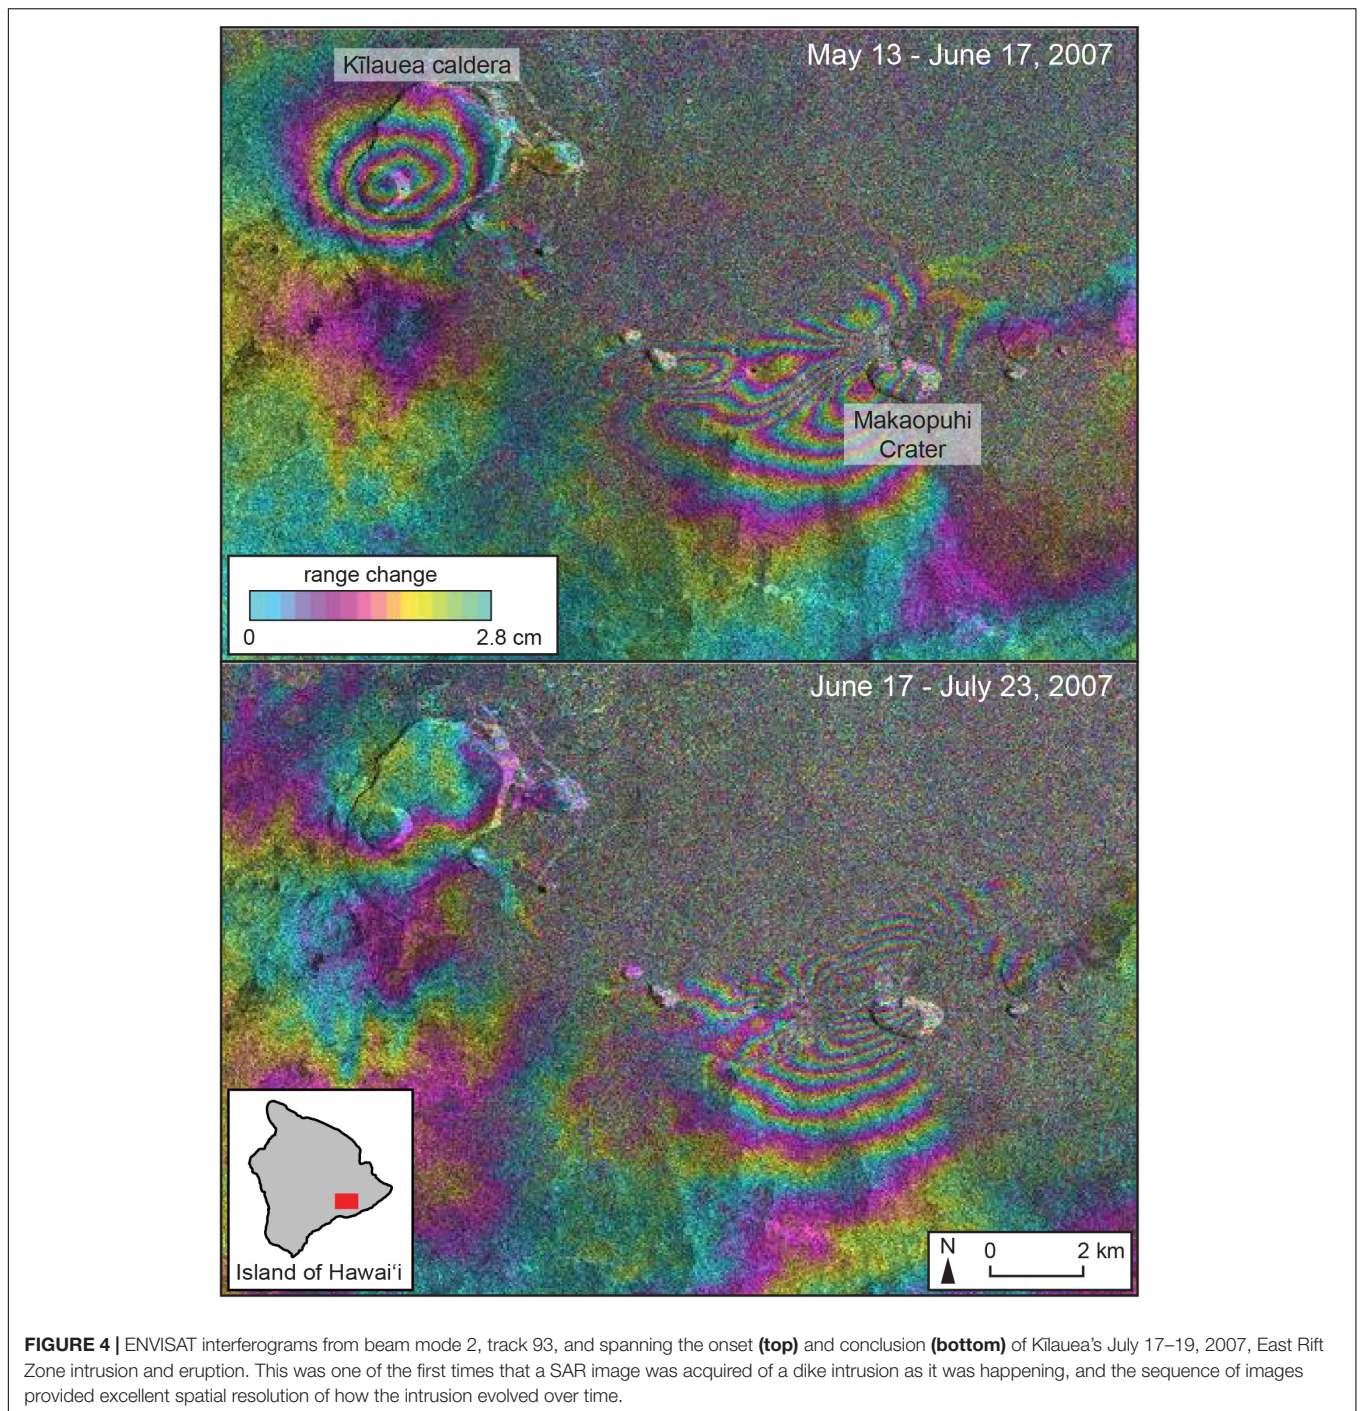 Kīlauea caldera
May 13 - June 17, 2007
Makaopuhi
Crater
range change
0
2.8 cm
June 17 - July 23, 2007
Island of Hawai‘i
N
0
2 km
FIGURE 4 | ENVISAT interferograms from beam mode 2, track 93, and spanning the onset (top) and conclusion (bottom) of Kīlauea’s July 17–19, 2007, East Rift
Zone intrusion and eruption. This was one of the first times that a SAR image was acquired of a dike intrusion as it was happening, and the sequence of images
provided excellent spatial resolution of how the intrusion evolved over time.